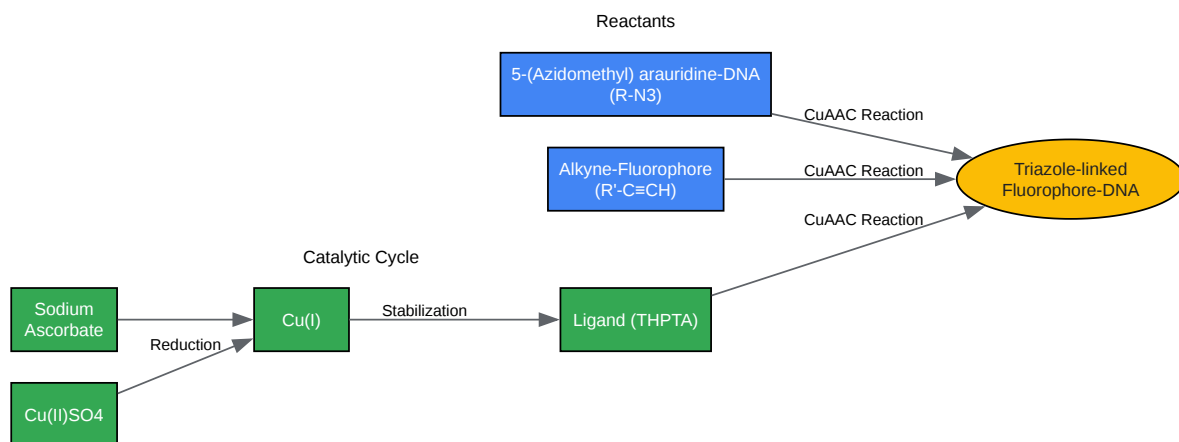 Reactants
5-(Azidomethyl) arauridine-DNA
(R-N3)
CuAAC Reaction
Alkyne-Fluorophore
(R'-C≡CH)
CuAAC Reaction
Triazole-linked
Fluorophore-DNA
CuAAC Reaction
Catalytic Cycle
Sodium
Ascorbate
Cu(I)
Stabilization
Ligand (THPTA)
Reduction
Cu(II)SO4